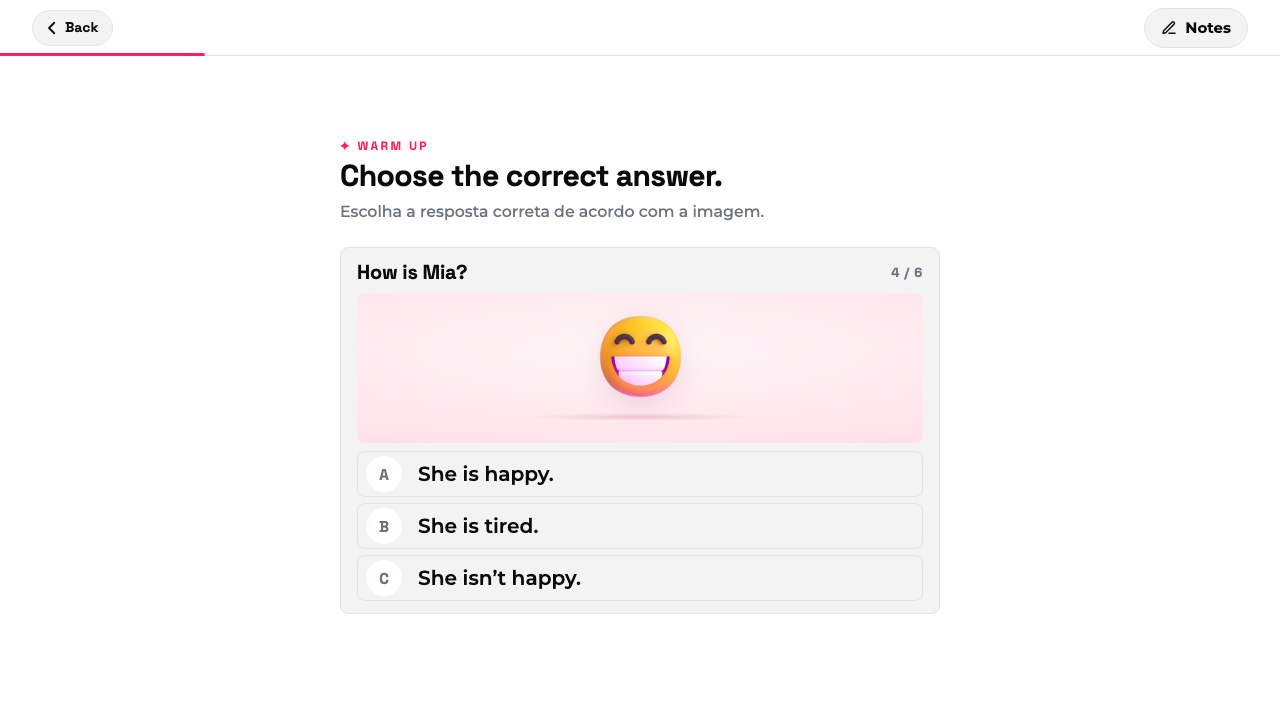 Back
Notes
✦ WARM UP
Choose the correct answer.
Escolha a resposta correta de acordo com a imagem.
How is Mia?
4 / 6
A She is happy.
B She is tired.
C She isn’t happy.